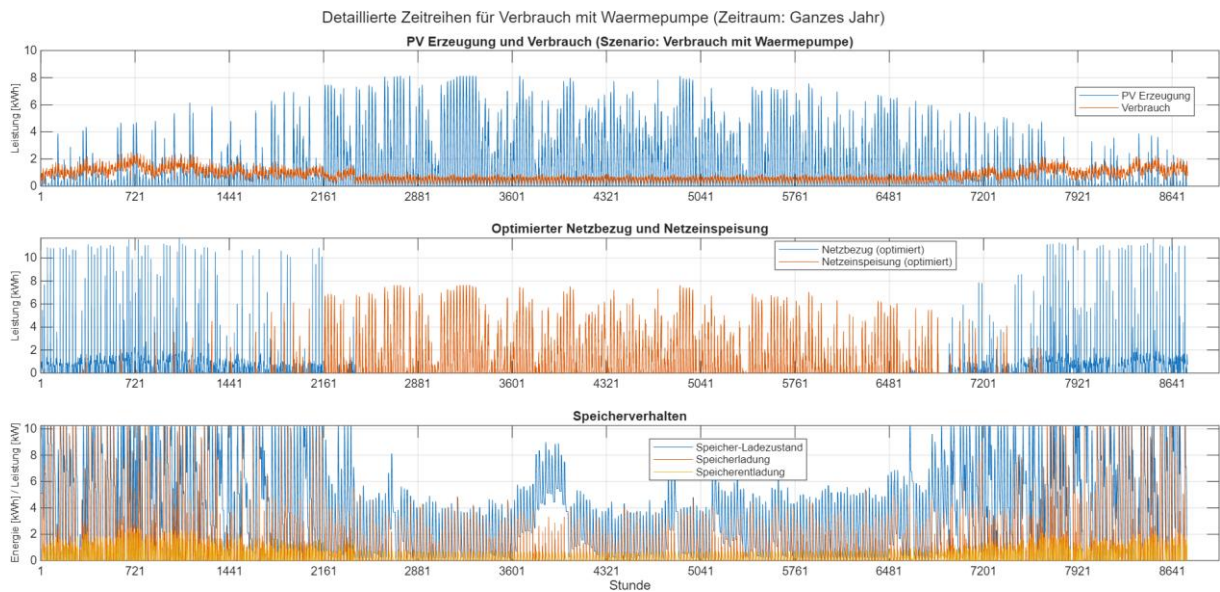 Detaillierte Zeitreihen für Verbrauch mit Waermepumpe (Zeitraum: Ganzes Jahr)
PV Erzeugung und Verbrauch (Szenario: Verbrauch mit Waermepumpe)
10
8
6
4
2
0
Leistung [kWh]
PV Erzeugung
Verbrauch
1 721 1441 2161 2881 3601 4321 5041 5761 6481 7201 7921 8641
Optimierter Netzbezug und Netzeinspeisung
10
8
6
4
2
0
Leistung [kWh]
Netzbezug (optimiert)
Netzeinspeisung (optimiert)
1 721 1441 2161 2881 3601 4321 5041 5761 6481 7201 7921 8641
Speicherverhalten
10
8
6
4
2
0
Energie [kWh] / Leistung [kW]
Speicher-Ladezustand
Speicherladung
Speicherentladung
1 721 1441 2161 2881 3601 4321 5041 5761 6481 7201 7921 8641
Stunde